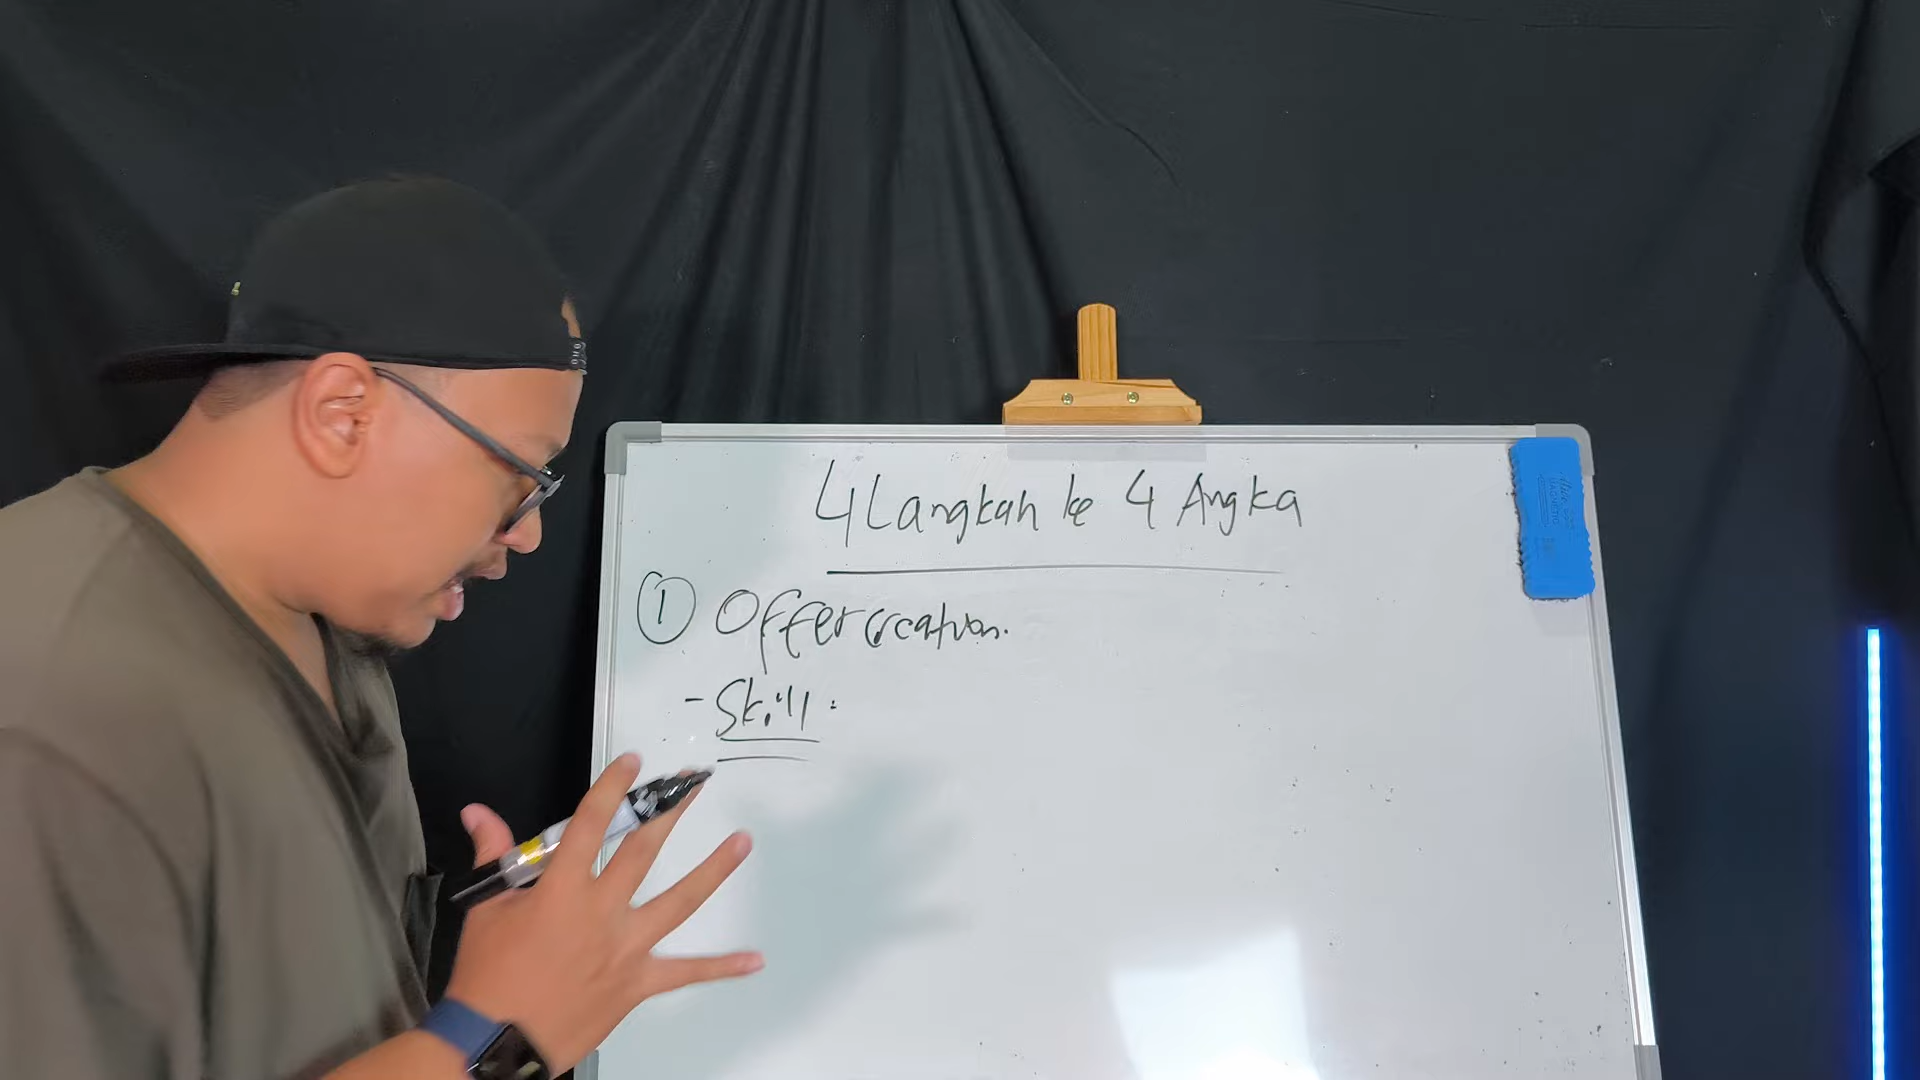 4 Langkah ke 4 Angka
① Offer creation.
- Skill :